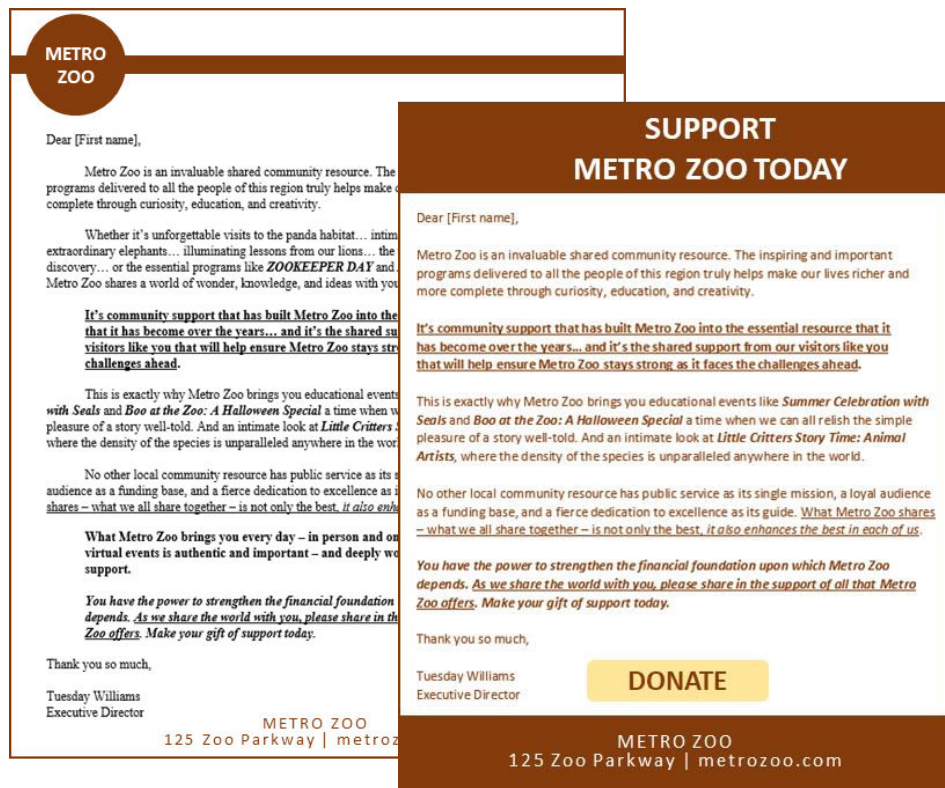 METRO
ZOO
Dear [First name],
Metro Zoo is an invaluable shared community resource. The
programs delivered to all the people of this region truly helps make
complete through curiosity, education, and creativity.
Whether it’s unforgettable visits to the panda habitat… intim
extraordinary elephants… illuminating lessons from our lions… the
discovery… or the essential programs like ZOOKEEPER DAY and
Metro Zoo shares a world of wonder, knowledge, and ideas with you
It’s community support that has built Metro Zoo into the
that it has become over the years… and it’s the shared su
visitors like you that will help ensure Metro Zoo stays str
challenges ahead.
This is exactly why Metro Zoo brings you educational events
with Seals and Boo at the Zoo: A Halloween Special a time when w
pleasure of a story well-told. And an intimate look at Little Critters S
where the density of the species is unparalleled anywhere in the wor
No other local community resource has public service as its s
audience as a funding base, and a fierce dedication to excellence as i
shares – what we all share together – is not only the best, it also enh
What Metro Zoo brings you every day – in person and on
virtual events is authentic and important – and deeply wo
support.
You have the power to strengthen the financial foundation
depends. As we share the world with you, please share in th
Zoo offers. Make your gift of support today.
Thank you so much,
Tuesday Williams
Executive Director
METRO ZOO
125 Zoo Parkway | metroz
SUPPORT
METRO ZOO TODAY
Dear [First name],
Metro Zoo is an invaluable shared community resource. The inspiring and important
programs delivered to all the people of this region truly helps make our lives richer and
more complete through curiosity, education, and creativity.
It’s community support that has built Metro Zoo into the essential resource that it
has become over the years… and it’s the shared support from our visitors like you
that will help ensure Metro Zoo stays strong as it faces the challenges ahead.
This is exactly why Metro Zoo brings you educational events like Summer Celebration with
Seals and Boo at the Zoo: A Halloween Special a time when we can all relish the simple
pleasure of a story well-told. And an intimate look at Little Critters Story Time: Animal
Artists, where the density of the species is unparalleled anywhere in the world.
No other local community resource has public service as its single mission, a loyal audience
as a funding base, and a fierce dedication to excellence as its guide. What Metro Zoo shares
– what we all share together – is not only the best, it also enhances the best in each of us.
You have the power to strengthen the financial foundation upon which Metro Zoo
depends. As we share the world with you, please share in the support of all that Metro
Zoo offers. Make your gift of support today.
Thank you so much,
Tuesday Williams
Executive Director
DONATE
METRO ZOO
125 Zoo Parkway | metrozoo.com